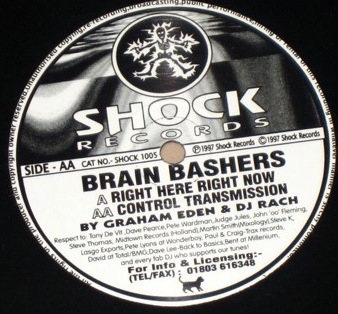 SHOCK
RECORDS
℗1997 Shock Records ©1997 Shock Records
SIDE - AA CAT NO.- SHOCK 1005
BRAIN BASHERS
A RIGHT HERE RIGHT NOW
AA CONTROL TRANSMISSION
BY GRAHAM EDEN & DJ RACH
Respect to: Tony De Vit, Dave Pearce, Pete Wardman, Judge Jules, John 'oo' Fleming,
Steve Thomas, Midtown Records (Holland), Martin Smith(Mixology), Steve K,
Lasgo Exports, Pete Lyons at Wonderboy, Paul & Craig-Trax records,
David at Total/BMG, Dave Lee-Back to Basics, Bent at Millenium,
and every fab DJ who supports our tunes!
For Info & Licensing:-
(TEL/FAX) : 01803 616348